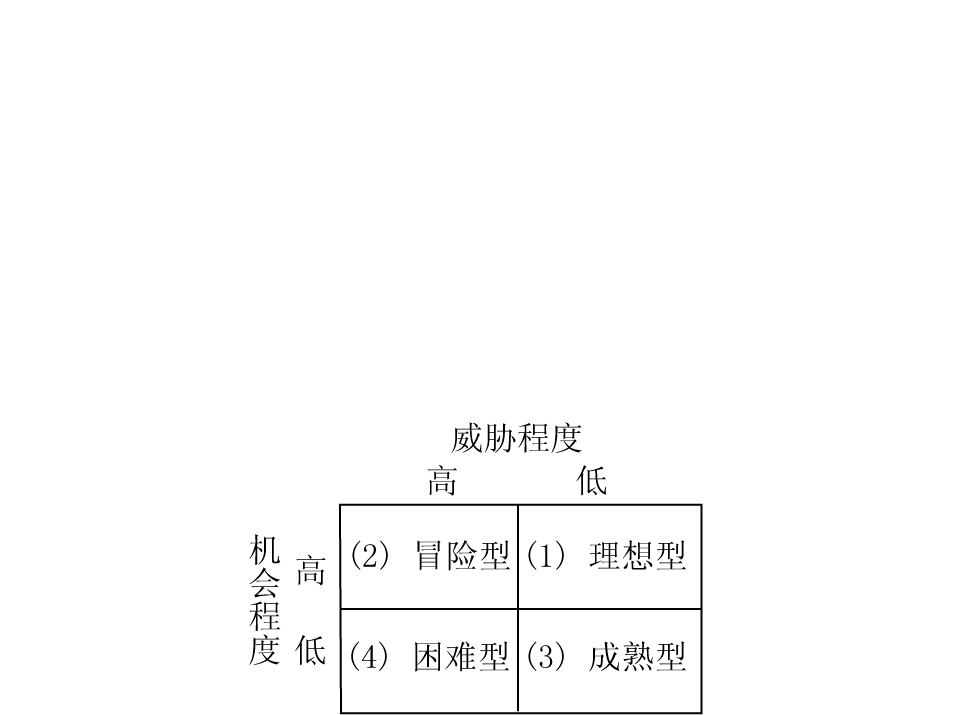 威胁程度
高 低
机会程度
高
(2) 冒险型
(1) 理想型
低
(4) 困难型
(3) 成熟型